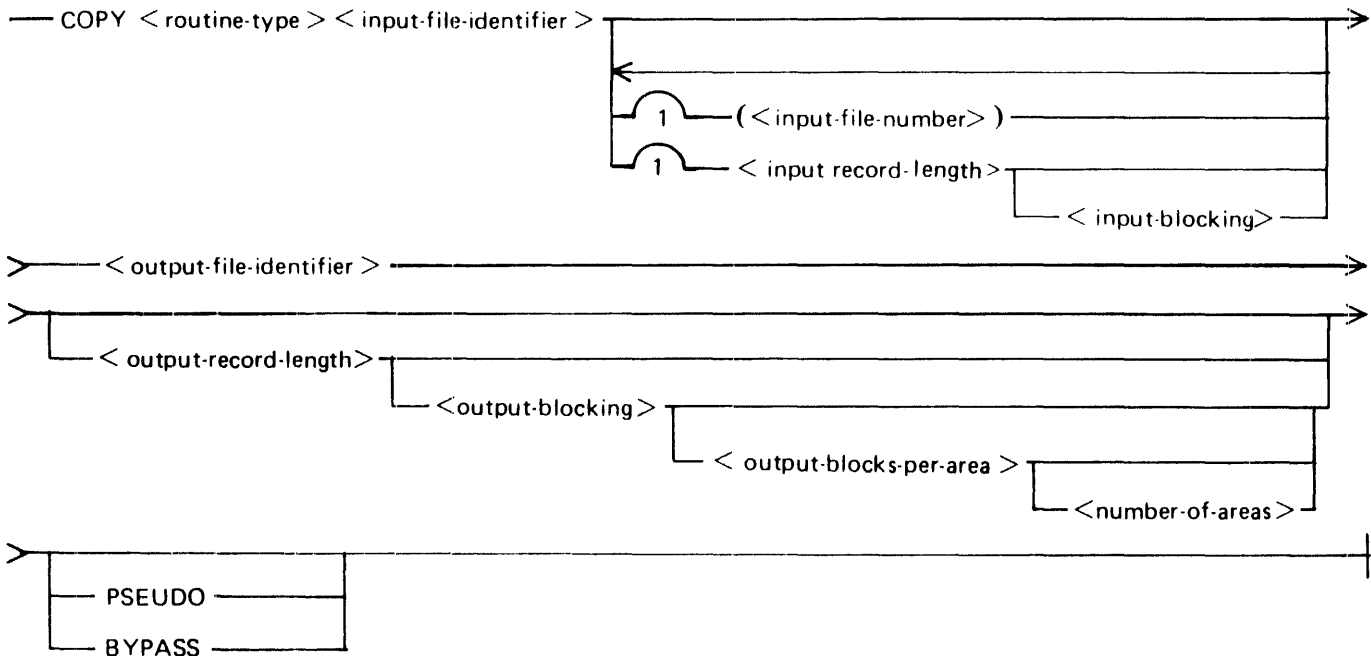 COPY <routine-type> <input-file-identifier>
1 (<input-file-number>)
1 <input record-length>
<input-blocking>
<output-file-identifier>
<output-record-length>
<output-blocking>
<output-blocks-per-area>
<number-of-areas>
PSEUDO
BYPASS